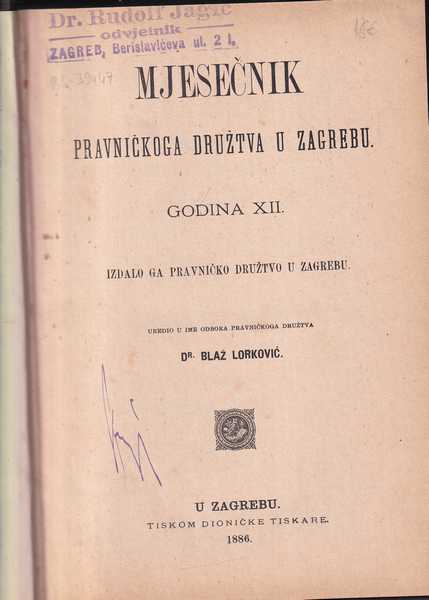 Dr. Rudolf Jagić
odvjetnik
ZAGREB, Berislavićeva ul. 2 I.
MJESEČNIK
PRAVNIČKOGA DRUŽTVA U ZAGREBU.
GODINA XII.
IZDALO GA PRAVNIČKO DRUŽTVO U ZAGREBU.
UREDIO U IME ODBORA PRAVNIČKOGA DRUŽTVA
DR. BLAŽ LORKOVIĆ.
U ZAGREBU.
TISKOM DIONIČKE TISKARE.
1886.